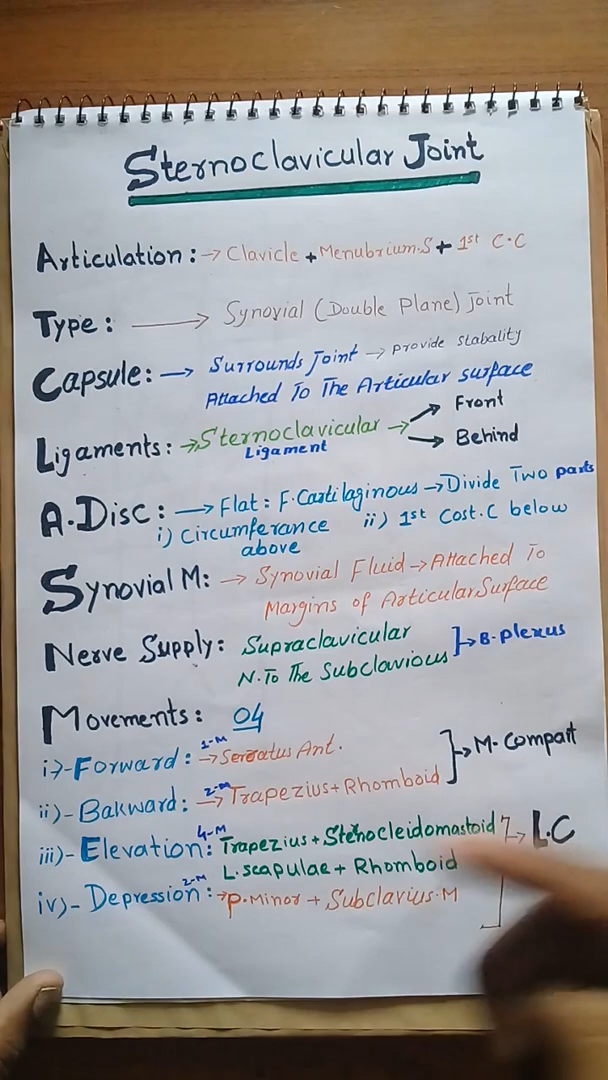 Sternoclavicular Joint
Articulation: → Clavicle + Menubrium.S + 1st C.C
Type: → Synovial (Double Plane) Joint
Capsule: → Surrounds Joint → provide stabality
Attached To The Articular surface
Ligaments: → Sternoclavicular Ligament → Front
→ Behind
A.Disc: → Flat: F.Cartilaginous → Divide Two parts
i) Circumferance above ii) 1st Cost.C below
Synovial M: → Synovial Fluid → Attached To
Margins of Articular Surface
Nerve Supply: Supraclavicular
N.To The Subclavious } → B.plexus
Movements: 04
i)- Forward: 1-M → Serratus Ant.
ii)- Bakward: 2-M → Trapezius + Rhomboid } → M. Compart
iii)- Elevation: 4-M Trapezius + Stenocleidomastoid → L.C
L.scapulae + Rhomboid
iv)- Depression: 2-M → P.Minor + Subclavius.M